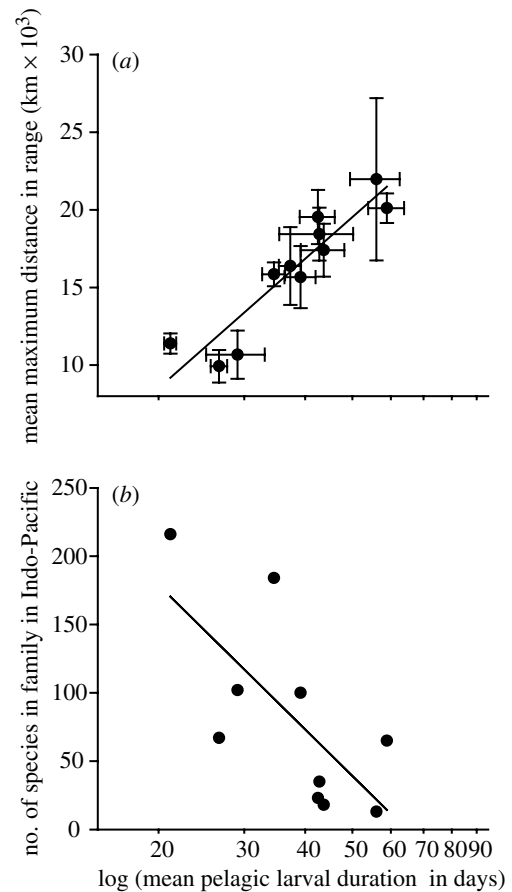 mean maximum distance in range (km × 10³)
(a)
30
25
20
15
10
no. of species in family in Indo-Pacific
(b)
250
200
150
100
50
0
20 30 40 50 60 70 80 90
log (mean pelagic larval duration in days)